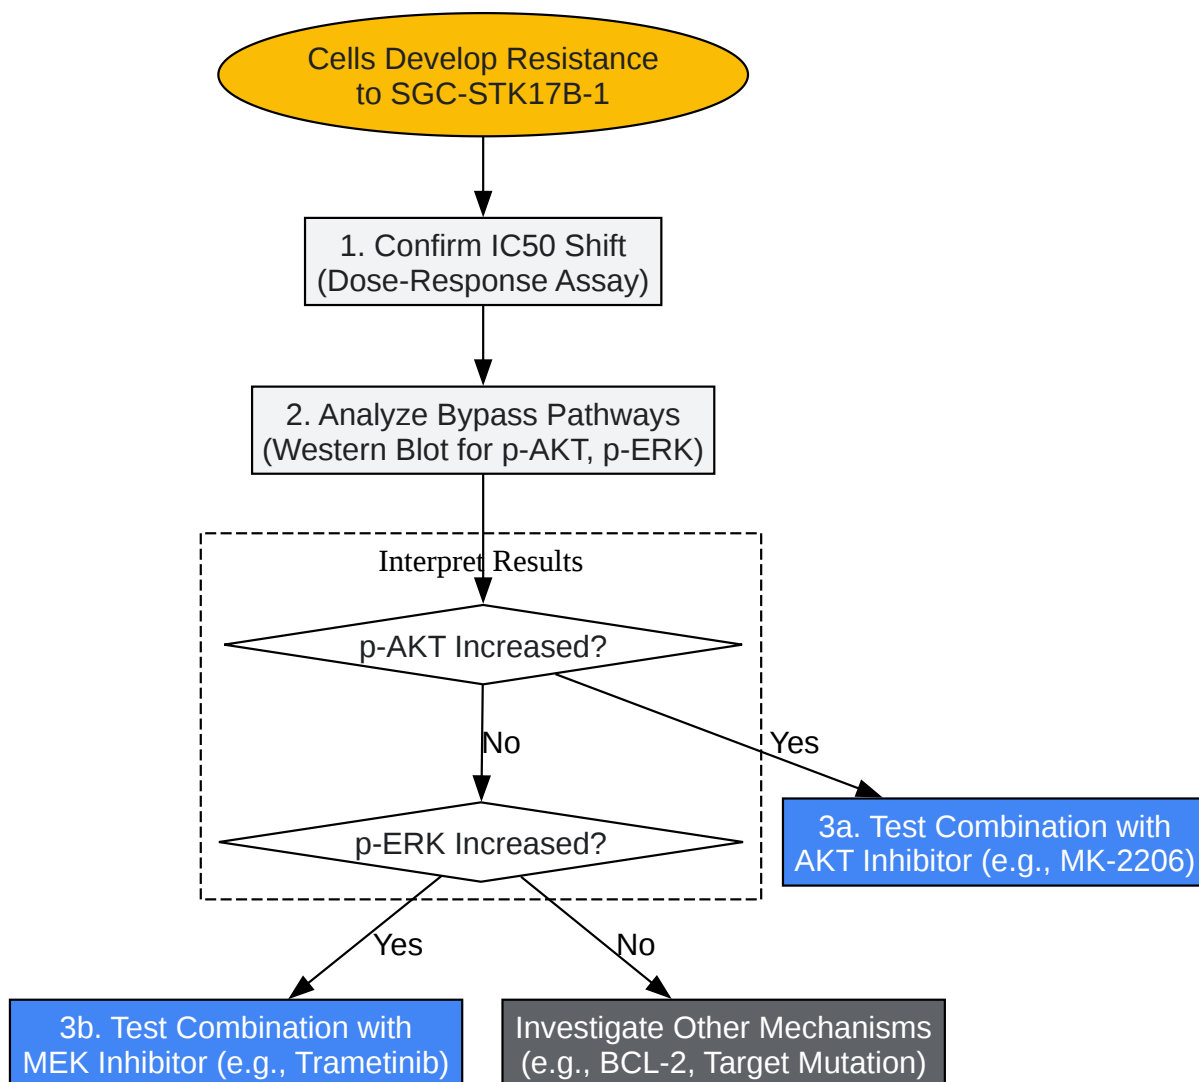 Cells Develop Resistance
to SGC-STK17B-1
1. Confirm IC50 Shift
(Dose-Response Assay)
2. Analyze Bypass Pathways
(Western Blot for p-AKT, p-ERK)
Interpret Results
p-AKT Increased?
No
Yes
p-ERK Increased?
3a. Test Combination with
AKT Inhibitor (e.g., MK-2206)
Yes
No
3b. Test Combination with
MEK Inhibitor (e.g., Trametinib)
Investigate Other Mechanisms
(e.g., BCL-2, Target Mutation)